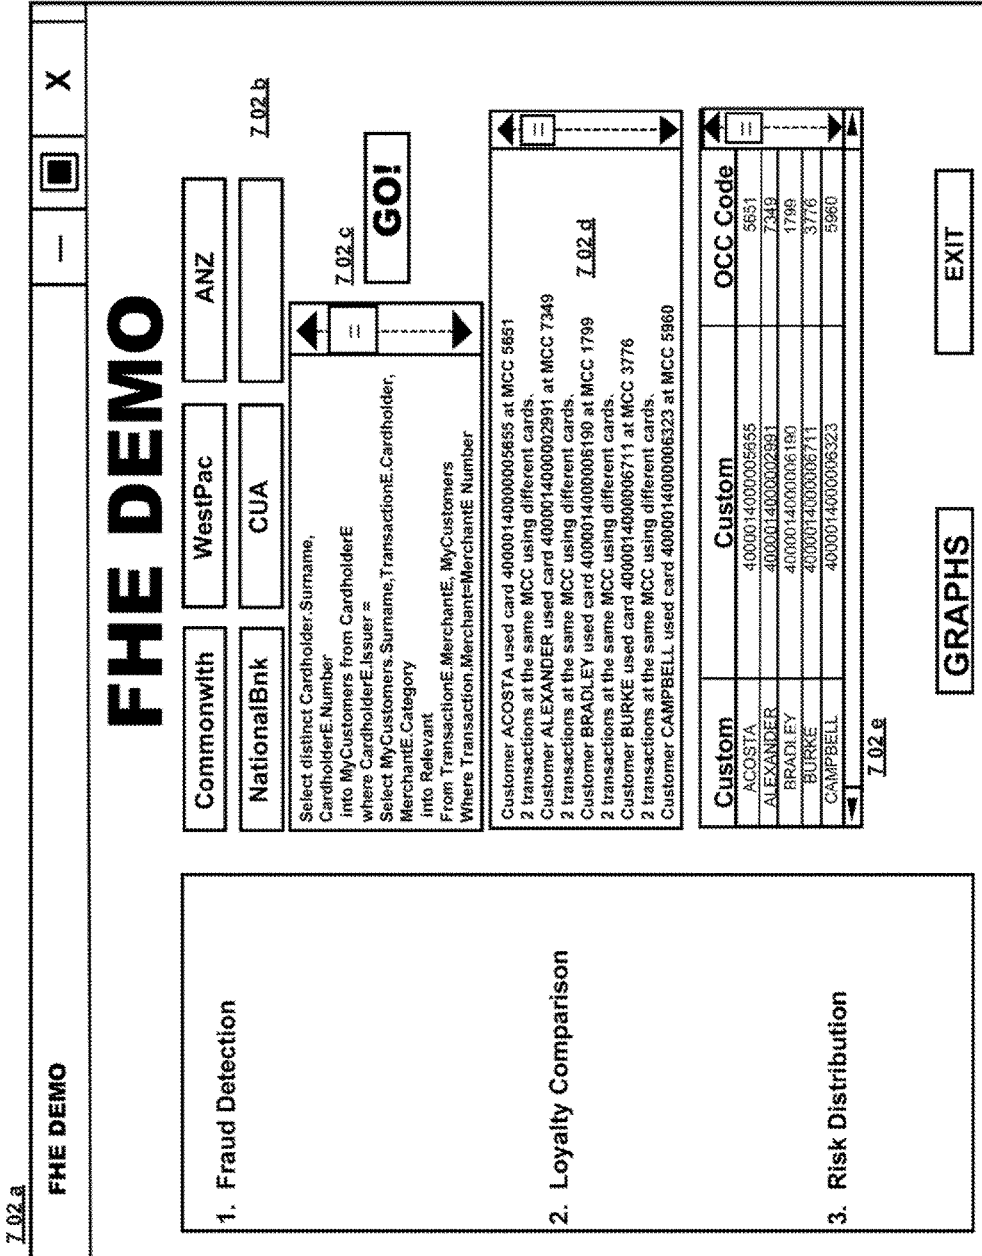 7 02 a
FHE DEMO
— X
FHE DEMO
1. Fraud Detection
2. Loyalty Comparison
3. Risk Distribution
Commonwlth WestPac ANZ
NationalBnk CUA
7 02 b
Select distinct Cardholder.Surname,
CardholderE.Number
into MyCustomers from CardholderE
where CardholderE.Issuer =
Select MyCustomers.Surname,TransactionE.Cardholder,
MerchantE.Category
into Relevant
From TransactionE.MerchantE, MyCustomers
Where Transaction.Merchant=Merchant Number
7 02 c
GO!
Customer ACOSTA used card 4000014000005655 at MCC 5651
2 transactions at the same MCC using different cards.
Customer ALEXANDER used card 4000014000002991 at MCC 7349
2 transactions at the same MCC using different cards.
Customer BRADLEY used card 4000014000006190 at MCC 1799
2 transactions at the same MCC using different cards.
Customer BURKE used card 4000014000006711 at MCC 3776
2 transactions at the same MCC using different cards.
Customer CAMPBELL used card 4000014000006323 at MCC 5960
7 02 d
Custom Custom OCC Code
ACOSTA 4000014000005655 5651
ALEXANDER 4000014000002991 7349
BRADLEY 4000014000006190 1799
BURKE 4000014000006711 3776
CAMPBELL 4000014000006323 5960
7 02 e
GRAPHS EXIT